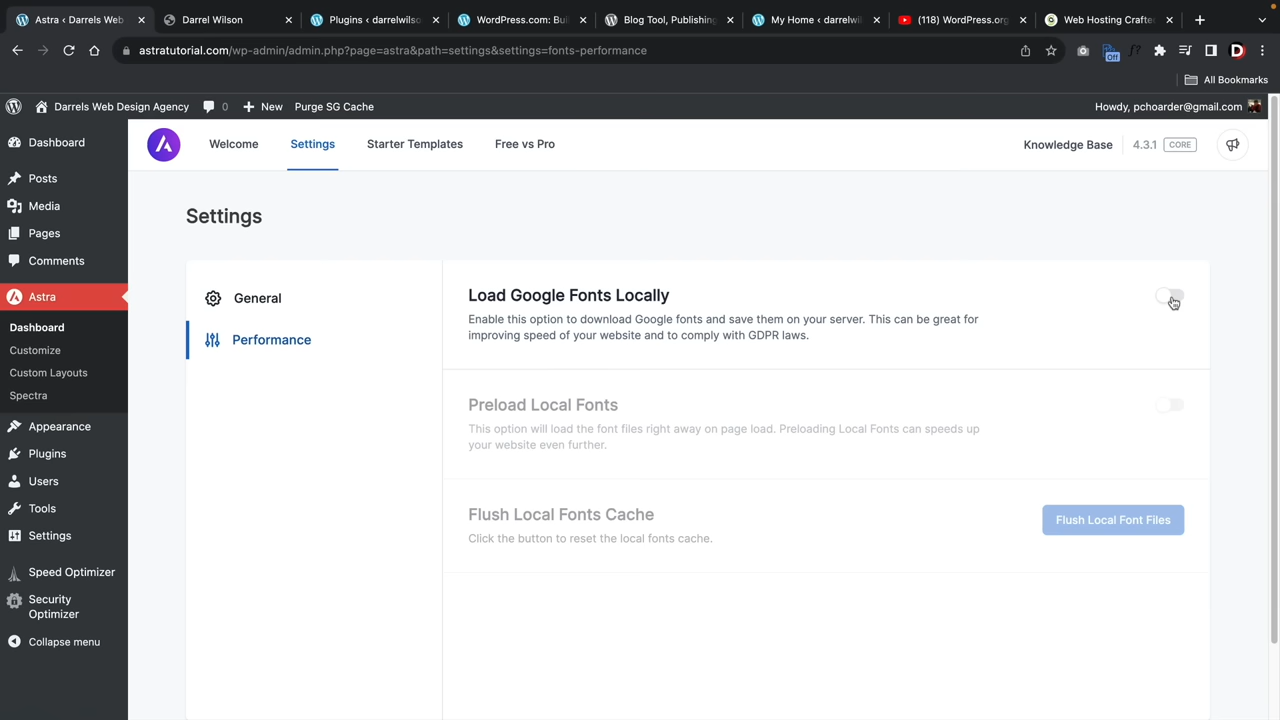 Astra ‹ Darrels Web
Darrel Wilson
Plugins ‹ darrelwilso
WordPress.com: Bui
Blog Tool, Publishing
My Home ‹ darrelwil
(118) WordPress.org
Web Hosting Crafte
astratutorial.com/wp-admin/admin.php?page=astra&path=settings&settings=fonts-performance
Off
D
All Bookmarks
Darrels Web Design Agency
0
New
Purge SG Cache
Howdy, pchoarder@gmail.com
Dashboard
Posts
Media
Pages
Comments
Astra
Dashboard
Customize
Custom Layouts
Spectra
Appearance
Plugins
Users
Tools
Settings
Speed Optimizer
Security
Optimizer
Collapse menu
Welcome
Settings
Starter Templates
Free vs Pro
Knowledge Base
4.3.1
CORE
Settings
General
Performance
Load Google Fonts Locally
Enable this option to download Google fonts and save them on your server. This can be great for
improving speed of your website and to comply with GDPR laws.
Preload Local Fonts
This option will load the font files right away on page load. Preloading Local Fonts can speeds up
your website even further.
Flush Local Fonts Cache
Click the button to reset the local fonts cache.
Flush Local Font Files